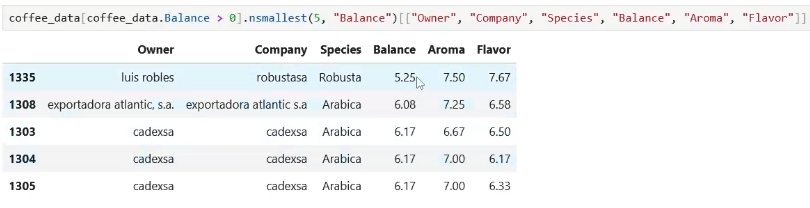 coffee_data[coffee_data.Balance > 0].nsmallest(5, "Balance")[["Owner", "Company", "Species", "Balance", "Aroma", "Flavor"]]
Owner Company Species Balance Aroma Flavor
1335 luis robles robustasa Robusta 5.25 7.50 7.67
1308 exportadora atlantic, s.a. exportadora atlantic s.a Arabica 6.08 7.25 6.58
1303 cadexsa cadexsa Arabica 6.17 6.67 6.50
1304 cadexsa cadexsa Arabica 6.17 7.00 6.17
1305 cadexsa cadexsa Arabica 6.17 7.00 6.33